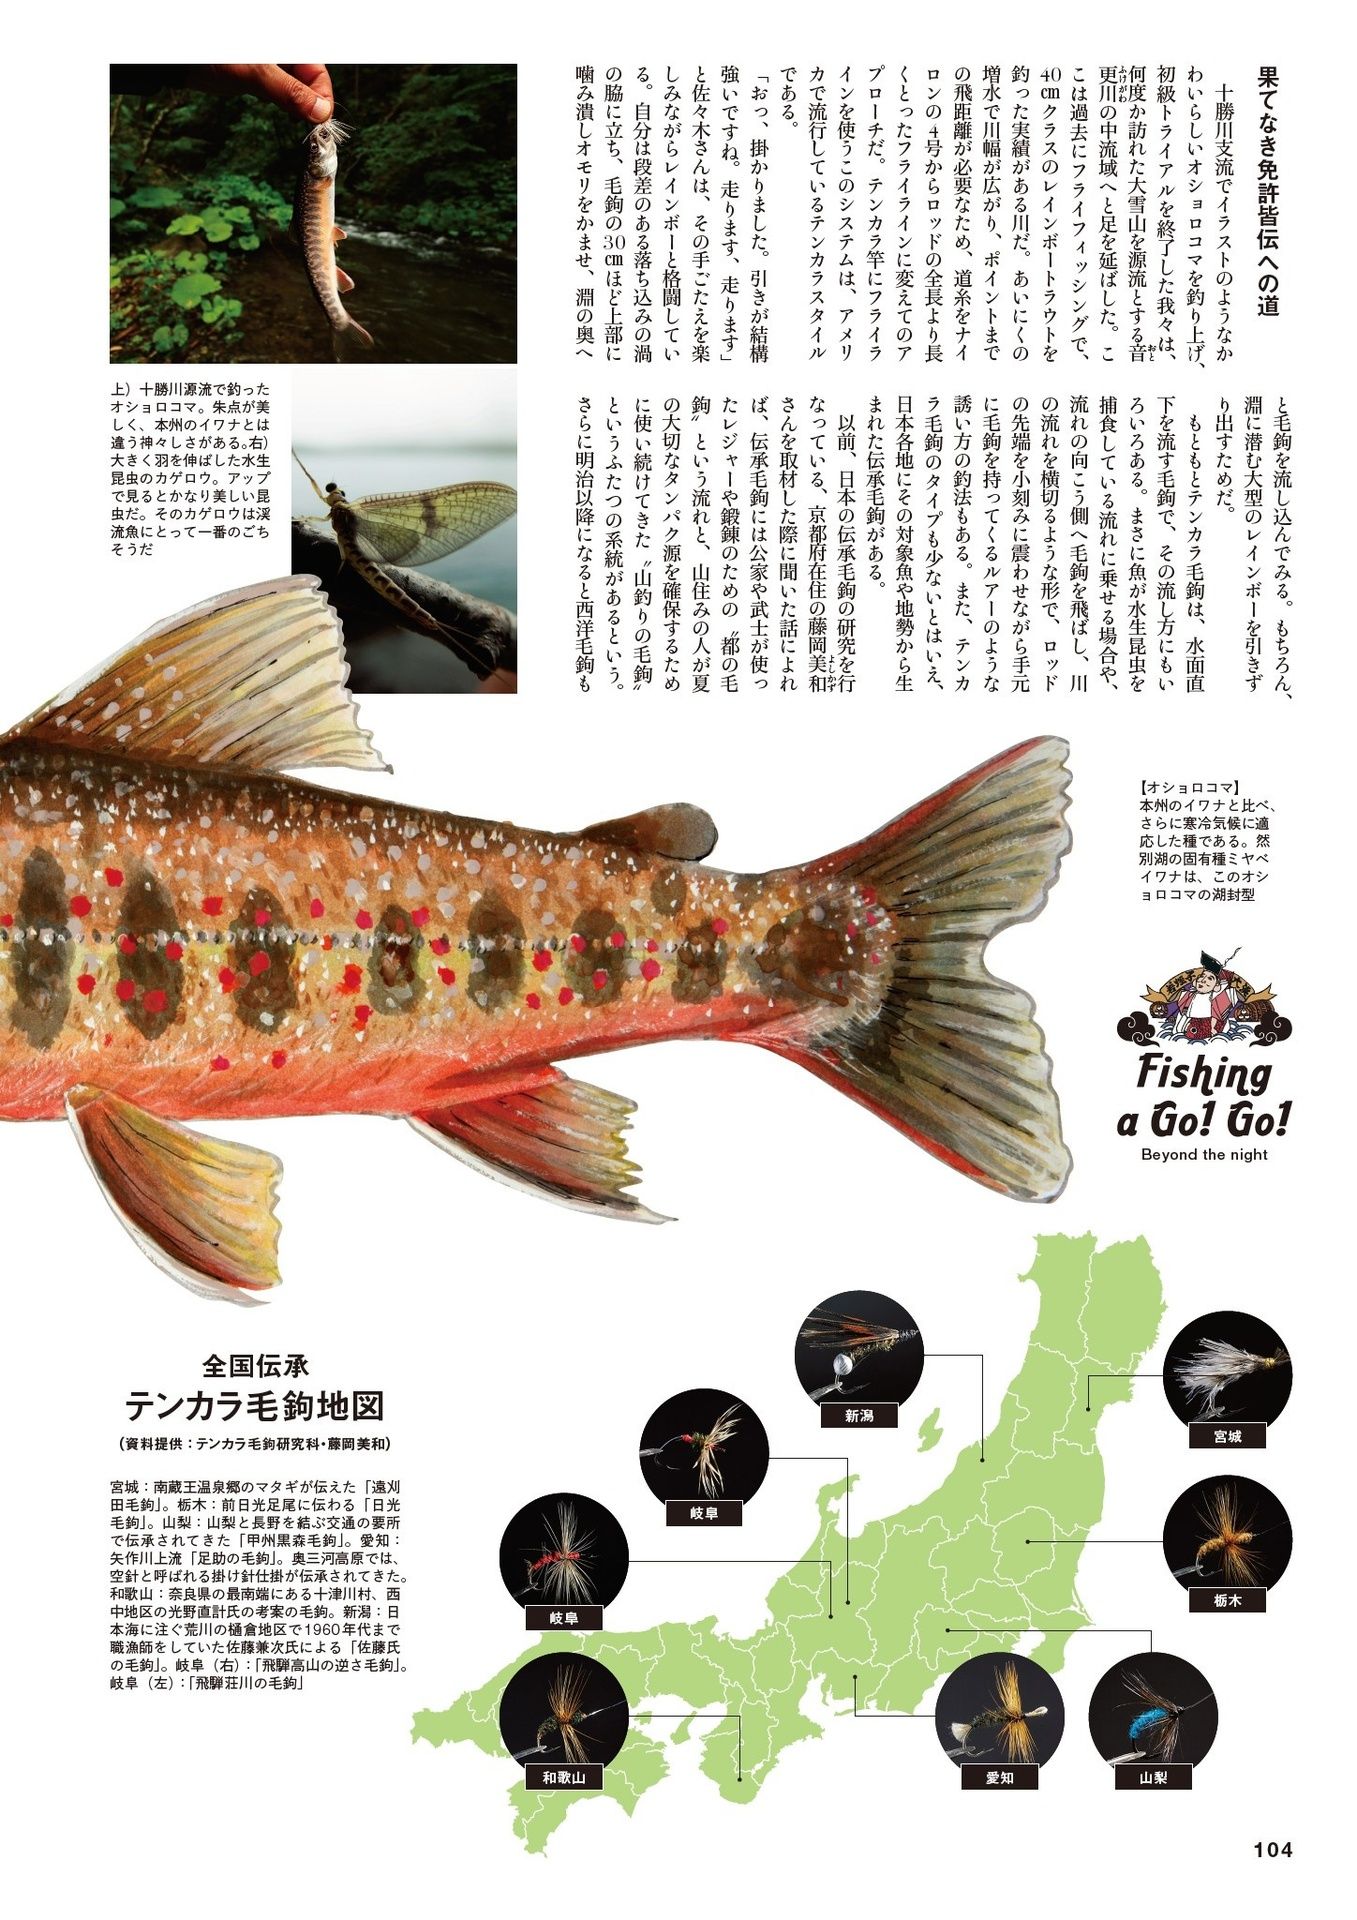 果てなき免許皆伝への道
十勝川支流でイラストのようなか
わいらしいオショロコマを釣り上げ、
初級トライアルを終了した我々は、
何度か訪れた大雪山を源流とする音
更川の中流域へと足を延ばした。こ
こは過去にフライフィッシングで、
40㎝クラスのレインボートラウトを
釣った実績がある川だ。あいにくの
増水で川幅が広がり、ポイントまで
の飛距離が必要なため、道糸をナイ
ロンの4号からロッドの全長より長
くとったフライラインに変えてのア
プローチだ。テンカラ竿にフライラ
インを使うこのシステムは、アメリ
カで流行しているテンカラスタイル
である。
「おっ、掛かりました。引きが結構
強いですね。走ります、走ります」
と佐々木さんは、その手ごたえを楽
しみながらレインボーと格闘してい
る。自分は段差のある落ち込みの渦
の脇に立ち、毛鉤の30㎝ほど上部に
噛み潰しオモリをかませ、淵の奥へ
と毛鉤を流し込んでみる。もちろん、
淵に潜む大型のレインボーを引きず
り出すためだ。
もともとテンカラ毛鉤は、水面直
下を流す毛鉤で、その流し方にもい
ろいろある。まさに魚が水生昆虫を
捕食している流れに乗せる場合や、
流れの向こう側へ毛鉤を飛ばし、川
の流れを横切るような形で、ロッド
の先端を小刻みに震わせながら手元
に毛鉤を持ってくるルアーのような
誘い方の釣法もある。また、テンカ
ラ毛鉤のタイプも少ないとはいえ、
日本各地にその対象魚や地勢から生
まれた伝承毛鉤がある。
以前、日本の伝承毛鉤の研究を行
なっている、京都府在住の藤岡美和
さんを取材した際に聞いた話によれ
ば、伝承毛鉤には公家や武士が使っ
たレジャーや鍛錬のための〝都の毛
鉤〟という流れと、山住みの人が夏
の大切なタンパク源を確保するため
に使い続けてきた〝山釣りの毛鉤〟
というふたつの系統があるという。
さらに明治以降になると西洋毛鉤も
おと
ふけがわ
よしかず
上）十勝川源流で釣った
オショロコマ。朱点が美
しく、本州のイワナとは
違う神々しさがある。右）
大きく羽を伸ばした水生
昆虫のカゲロウ。アップ
で見るとかなり美しい昆
虫だ。そのカゲロウは渓
流魚にとって一番のごち
そうだ
【オショロコマ】
本州のイワナと比べ、
さらに寒冷気候に適
応した種である。然
別湖の固有種ミヤベ
イワナは、このオシ
ョロコマの湖封型
Fishing
a Go! Go!
Beyond the night
全国伝承
テンカラ毛鉤地図
（資料提供：テンカラ毛鉤研究科・藤岡美和）
宮城：南蔵王温泉郷のマタギが伝えた「遠刈
田毛鉤」。栃木：前日光足尾に伝わる「日光
毛鉤」。山梨：山梨と長野を結ぶ交通の要所
で伝承されてきた「甲州黒森毛鉤」。愛知：
矢作川上流「足助の毛鉤」。奥三河高原では、
空針と呼ばれる掛け針仕掛が伝承されてきた。
和歌山：奈良県の最南端にある十津川村、西
中地区の光野直計氏の考案の毛鉤。新潟：日
本海に注ぐ荒川の樋倉地区で1960年代まで
職漁師をしていた佐藤兼次氏による「佐藤氏
の毛鉤」。岐阜（右）：「飛騨高山の逆さ毛鉤」。
岐阜（左）：「飛騨荘川の毛鉤」
新潟
宮城
岐阜
栃木
岐阜
和歌山
愛知
山梨
104